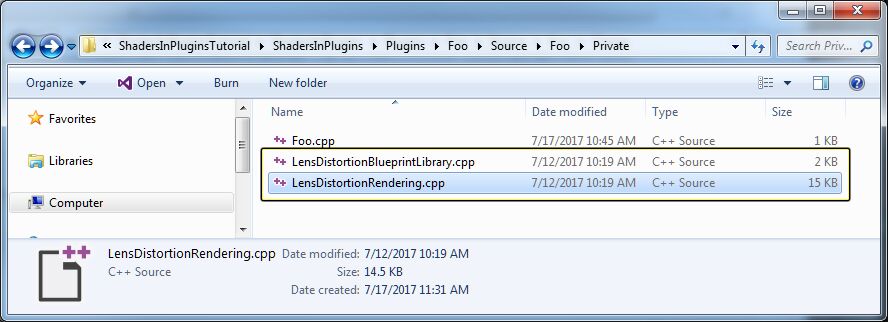 « ShadersInPluginsTutorial ▸ ShadersInPlugins ▸ Plugins ▸ Foo ▸ Source ▸ Foo ▸ Private Search Priv...
Organize Open Burn New folder
Name Date modified Type Size
Favorites
Foo.cpp 7/17/2017 10:45 AM C++ Source 1 KB
Libraries
LensDistortionBlueprintLibrary.cpp 7/12/2017 10:19 AM C++ Source 2 KB
LensDistortionRendering.cpp 7/12/2017 10:19 AM C++ Source 15 KB
Computer
LensDistortionRendering.cpp Date modified: 7/12/2017 10:19 AM
C++ Source Size: 14.5 KB
Date created: 7/17/2017 11:31 AM